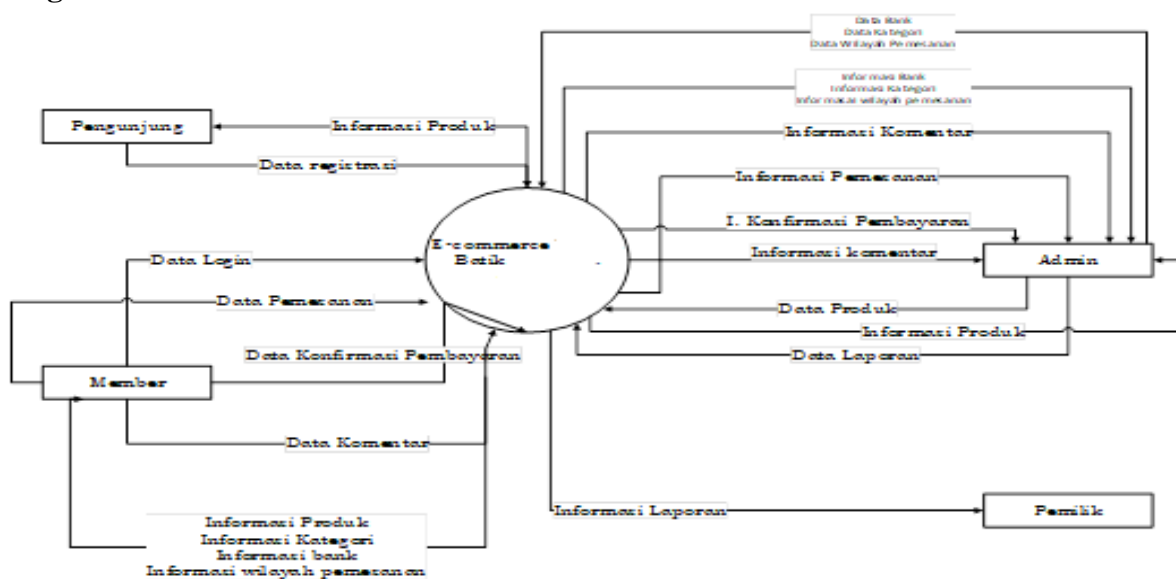 Data Bank
Data Kategori
Data Wilayah Pemesanan
Informasi Bank
Informasi Kategori
Informasai wilayah pemesanan
Pengunjung
Informasi Produk
Informasi Komentar
Data registrasi
Informasi Pemesanan
I. Konfirmasi Pembayaran
E-commerce
Batik
Informasi komentar
Admin
Data Login
Data Pemesanan
Data Produk
Informasi Produk
Data Konfirmasi Pembayaran
Data Laporan
Member
Data Komentar
Informasi Laporan
Pemilik
Informasi Produk
Informasi Kategori
Informasi bank
Informasi wilayah pemesanan